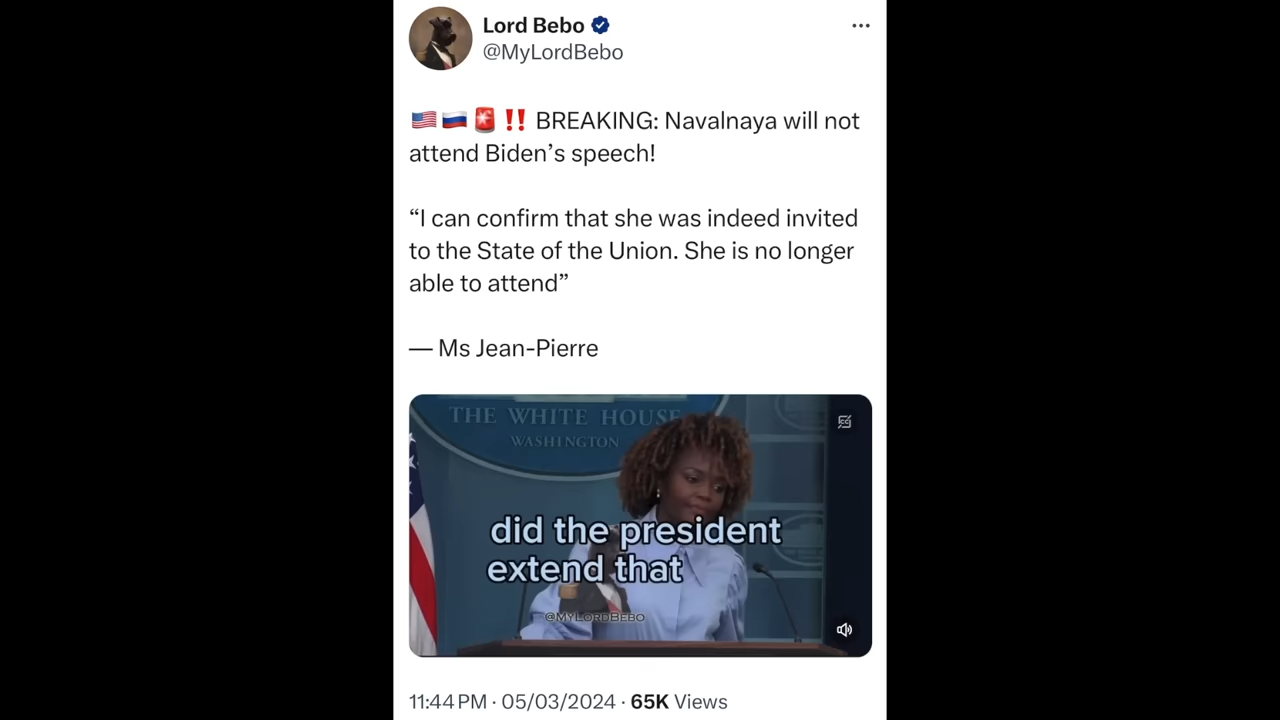 Lord Bebo
@MyLordBebo
🇺🇸🇷🇺🚨‼️ BREAKING: Navalnaya will not
attend Biden’s speech!
“I can confirm that she was indeed invited
to the State of the Union. She is no longer
able to attend”
— Ms Jean-Pierre
THE WHITE HOUSE
WASHINGTON
did the president
extend that
@MYLORDBEBO
11:44 PM · 05/03/2024 · 65K Views